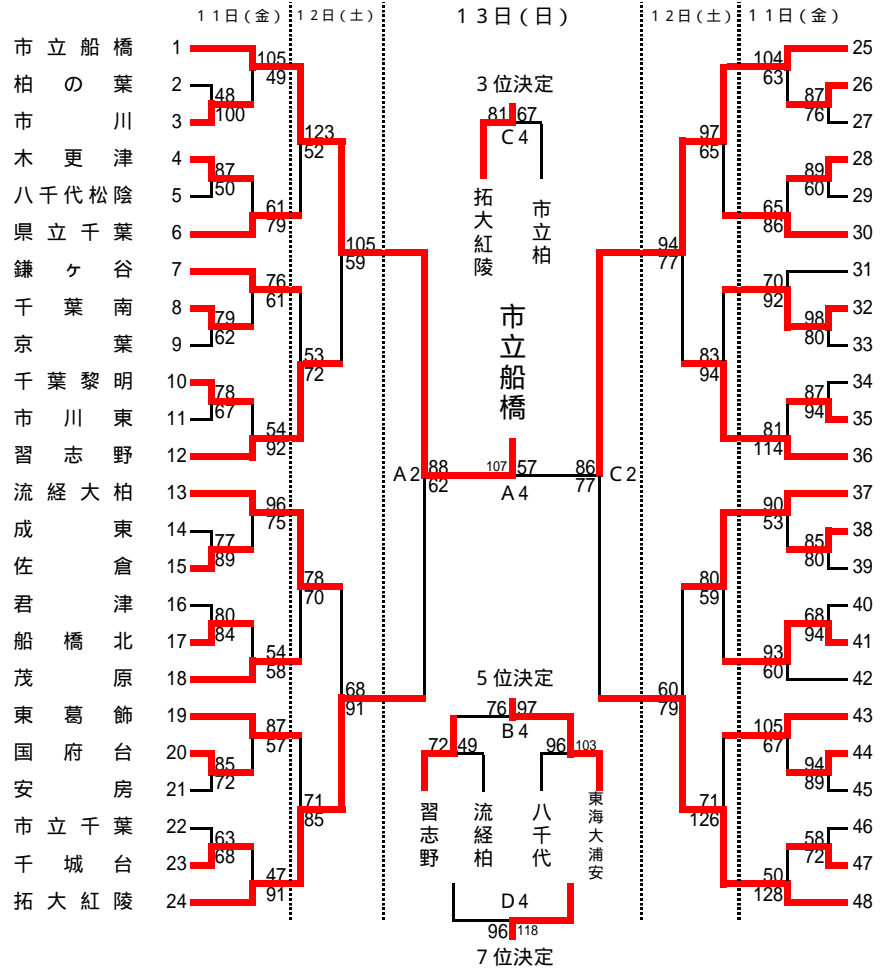 11日(金) 12日(土) 13日(日) 12日(土) 11日(金)
市立船橋 1
柏の葉 2
市川 3
木更津 4
八千代松陰 5
県立千葉 6
鎌ヶ谷 7
千葉南 8
京葉 9
千葉黎明 10
市川東 11
習志野 12
流経大柏 13
成東 14
佐倉 15
君津 16
船橋北 17
茂原 18
東葛飾 19
国府台 20
安房 21
市立千葉 22
千城台 23
拓大紅陵 24
105
49
48
100
87
50
61
79
76
61
79
62
78
67
54
92
96
75
77
89
80
84
54
58
87
57
85
72
63
68
47
91
123
52
53
72
78
70
71
85
105
59
68
91
A2
88
62
3位決定
81 67
C4
拓大紅陵
市立柏
市立船橋
107 57
A4
86
77
C2
5位決定
76 97
B4
72 49
96 103
習志野
流経柏
八千代
東海大浦安
D4
96 118
7位決定
94
77
60
79
97
65
83
94
80
59
71
126
104
63
87
76
89
60
65
86
70
92
98
80
87
94
81
114
90
53
85
80
68
94
93
60
105
67
94
89
58
72
50
128
25
26
27
28
29
30
31
32
33
34
35
36
37
38
39
40
41
42
43
44
45
46
47
48